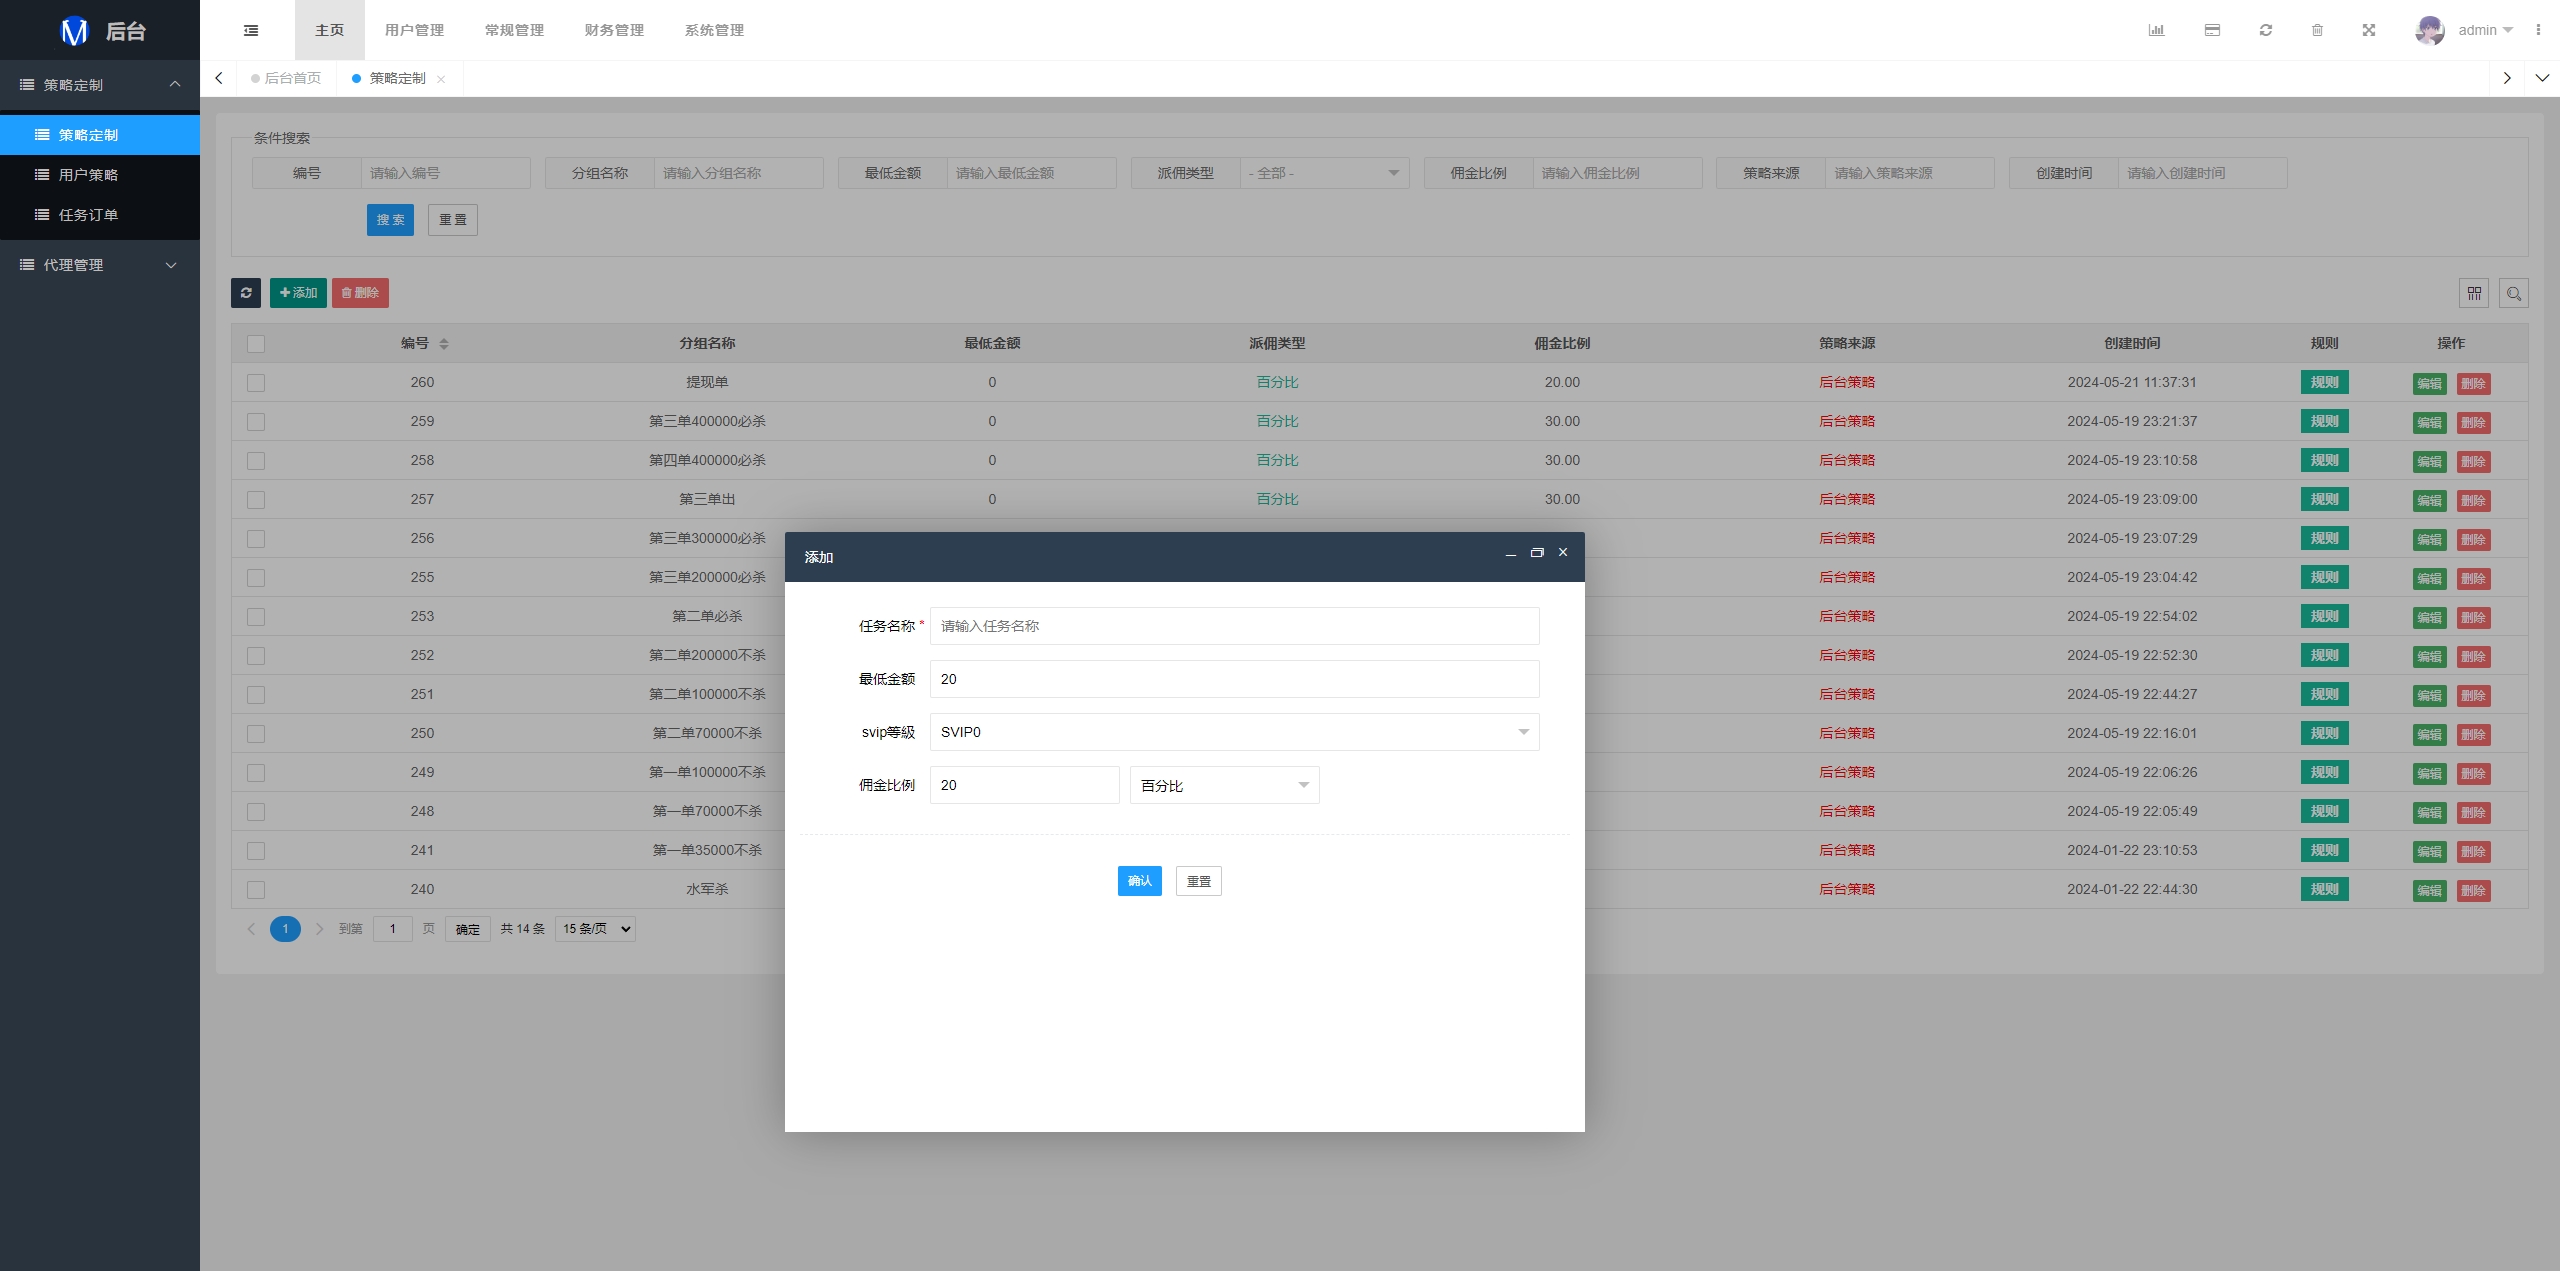 后台
主页 用户管理 常规管理 财务管理 系统管理
admin
策略定制
策略定制
用户策略
任务订单
代理管理
后台首页 策略定制
条件搜索
编号 请输入编号 分组名称 请输入分组名称 最低金额 请输入最低金额 派佣类型 - 全部 - 佣金比例 请输入佣金比例 策略来源 请输入策略来源 创建时间 请输入创建时间
搜 索 重 置
添加 删除
编号 分组名称 最低金额 派佣类型 佣金比例 策略来源 创建时间 规则 操作
260 提现单 0 百分比 20.00 后台策略 2024-05-21 11:37:31 规则 编辑 删除
259 第三单400000必杀 0 百分比 30.00 后台策略 2024-05-19 23:21:37 规则 编辑 删除
258 第四单400000必杀 0 百分比 30.00 后台策略 2024-05-19 23:10:58 规则 编辑 删除
257 第三单出 0 百分比 30.00 后台策略 2024-05-19 23:09:00 规则 编辑 删除
256 第三单300000必杀 后台策略 2024-05-19 23:07:29 规则 编辑 删除
255 第三单200000必杀 后台策略 2024-05-19 23:04:42 规则 编辑 删除
253 第二单必杀 后台策略 2024-05-19 22:54:02 规则 编辑 删除
252 第二单200000不杀 后台策略 2024-05-19 22:52:30 规则 编辑 删除
251 第二单100000不杀 后台策略 2024-05-19 22:44:27 规则 编辑 删除
250 第二单70000不杀 后台策略 2024-05-19 22:16:01 规则 编辑 删除
249 第一单100000不杀 后台策略 2024-05-19 22:06:26 规则 编辑 删除
248 第一单70000不杀 后台策略 2024-05-19 22:05:49 规则 编辑 删除
241 第一单35000不杀 后台策略 2024-01-22 23:10:53 规则 编辑 删除
240 水军杀 后台策略 2024-01-22 22:44:30 规则 编辑 删除
1 到第 1 页 确定 共 14 条 15 条/页
添加
任务名称 * 请输入任务名称
最低金额 20
svip等级 SVIP0
佣金比例 20 百分比
确认 重置